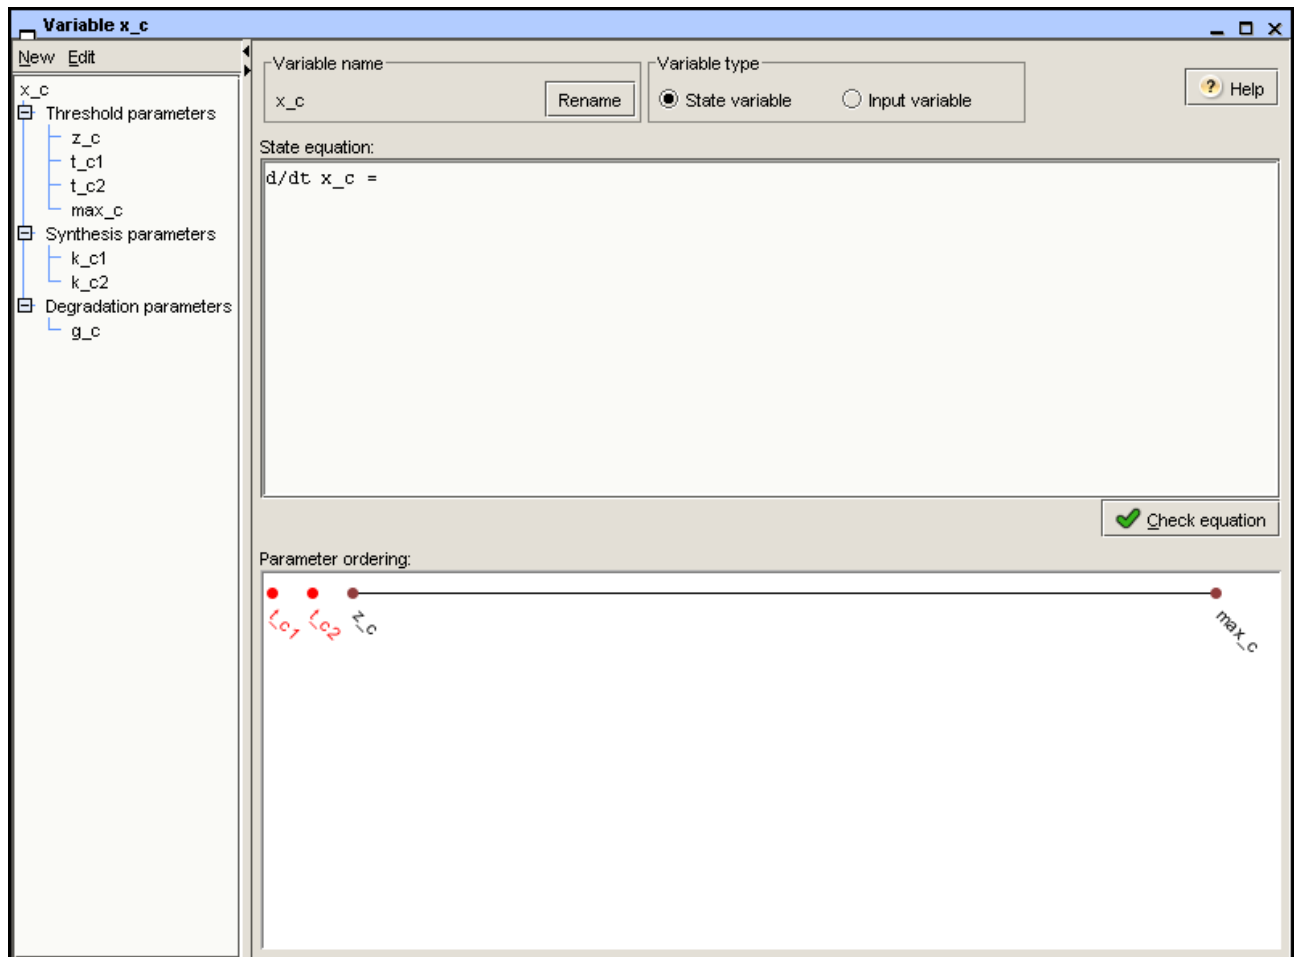 Variable x_c
New Edit
x_c
Threshold parameters
z_c
t_c1
t_c2
max_c
Synthesis parameters
k_c1
k_c2
Degradation parameters
g_c
Variable name
x_c
Rename
Variable type
State variable
Input variable
Help
State equation:
d/dt x_c =
Check equation
Parameter ordering:
t_c1
t_c2
z_c
max_c